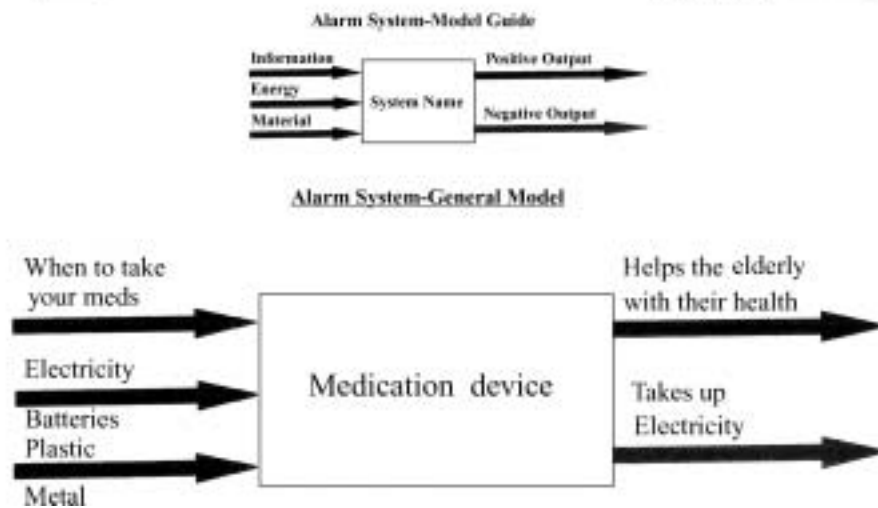 Alarm System-Model Guide
Information
Energy
Material
System Name
Positive Output
Negative Output
Alarm System-General Model
When to take
your meds
Electricity
Batteries
Plastic
Metal
Medication device
Helps the elderly
with their health
Takes up
Electricity